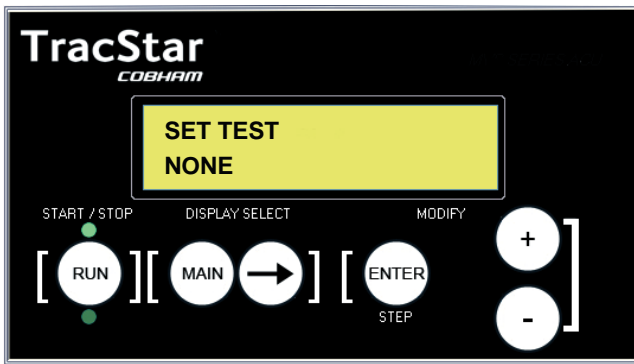 TracStar
COBHAM
SET TEST
NONE
START / STOP
DISPLAY SELECT
MODIFY
RUN
MAIN
ENTER
+
-
STEP